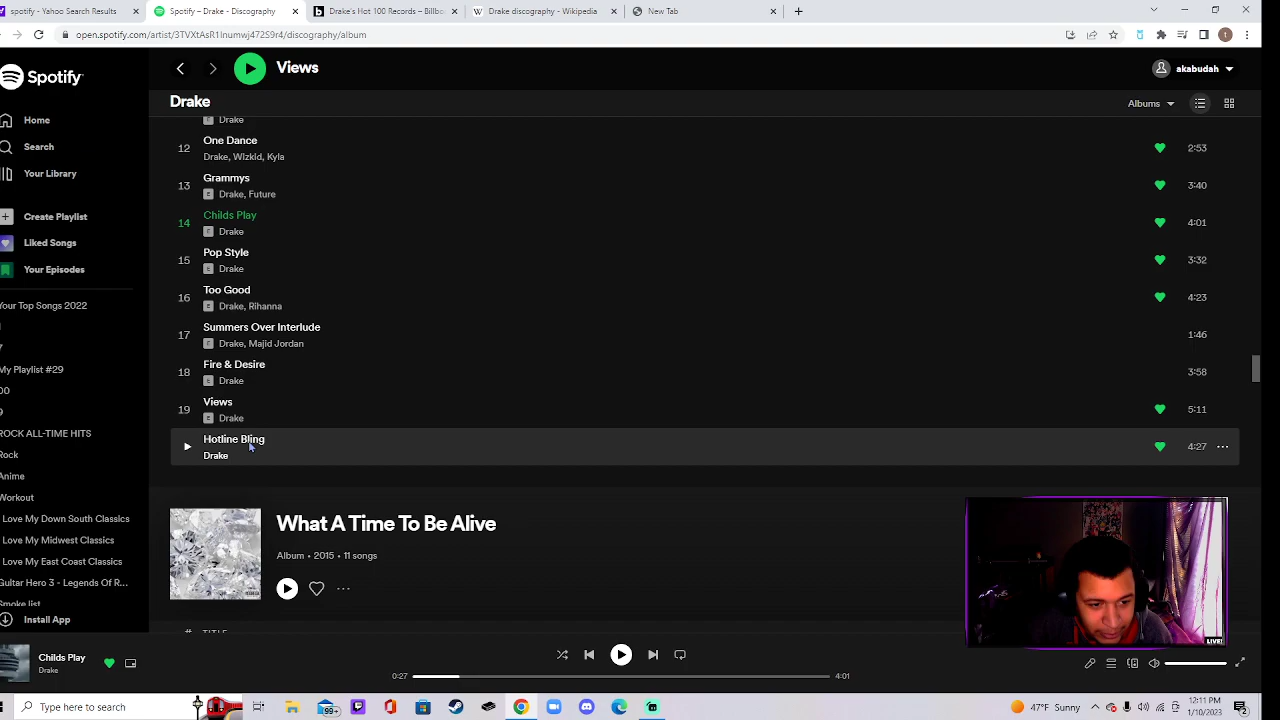 spotify - Yahoo Search Results
Spotify – Drake - Discography
Drake's Hot 100 Records – Billb
Drake discography - Wikipedia
New Tab
open.spotify.com/artist/3TVXtAsR1Inumwj472S9r4/discography/album
t
Spotify
Views
akabudah
Drake
Albums
Home
Search
Your Library
Create Playlist
Liked Songs
Your Episodes
Your Top Songs 2022
My Playlist #29
ROCK ALL-TIME HITS
Rock
Anime
Workout
Love My Down South Classics
Love My Midwest Classics
Love My East Coast Classics
Guitar Hero 3 - Legends Of R...
Smoke list
Install App
E Drake
12 One Dance 2:53
Drake, Wizkid, Kyla
13 Grammys 3:40
E Drake, Future
14 Childs Play 4:01
E Drake
15 Pop Style 3:32
E Drake
16 Too Good 4:23
E Drake, Rihanna
17 Summers Over Interlude 1:46
E Drake, Majid Jordan
18 Fire & Desire 3:58
E Drake
19 Views 5:11
E Drake
Hotline Bling 4:27 ...
Drake
What A Time To Be Alive
Album • 2015 • 11 songs
...
# TITLE
LIVE!
Childs Play
Drake
0:27
4:01
Type here to search
99+
47°F Sunny
12:11 PM
1/10/2023
2